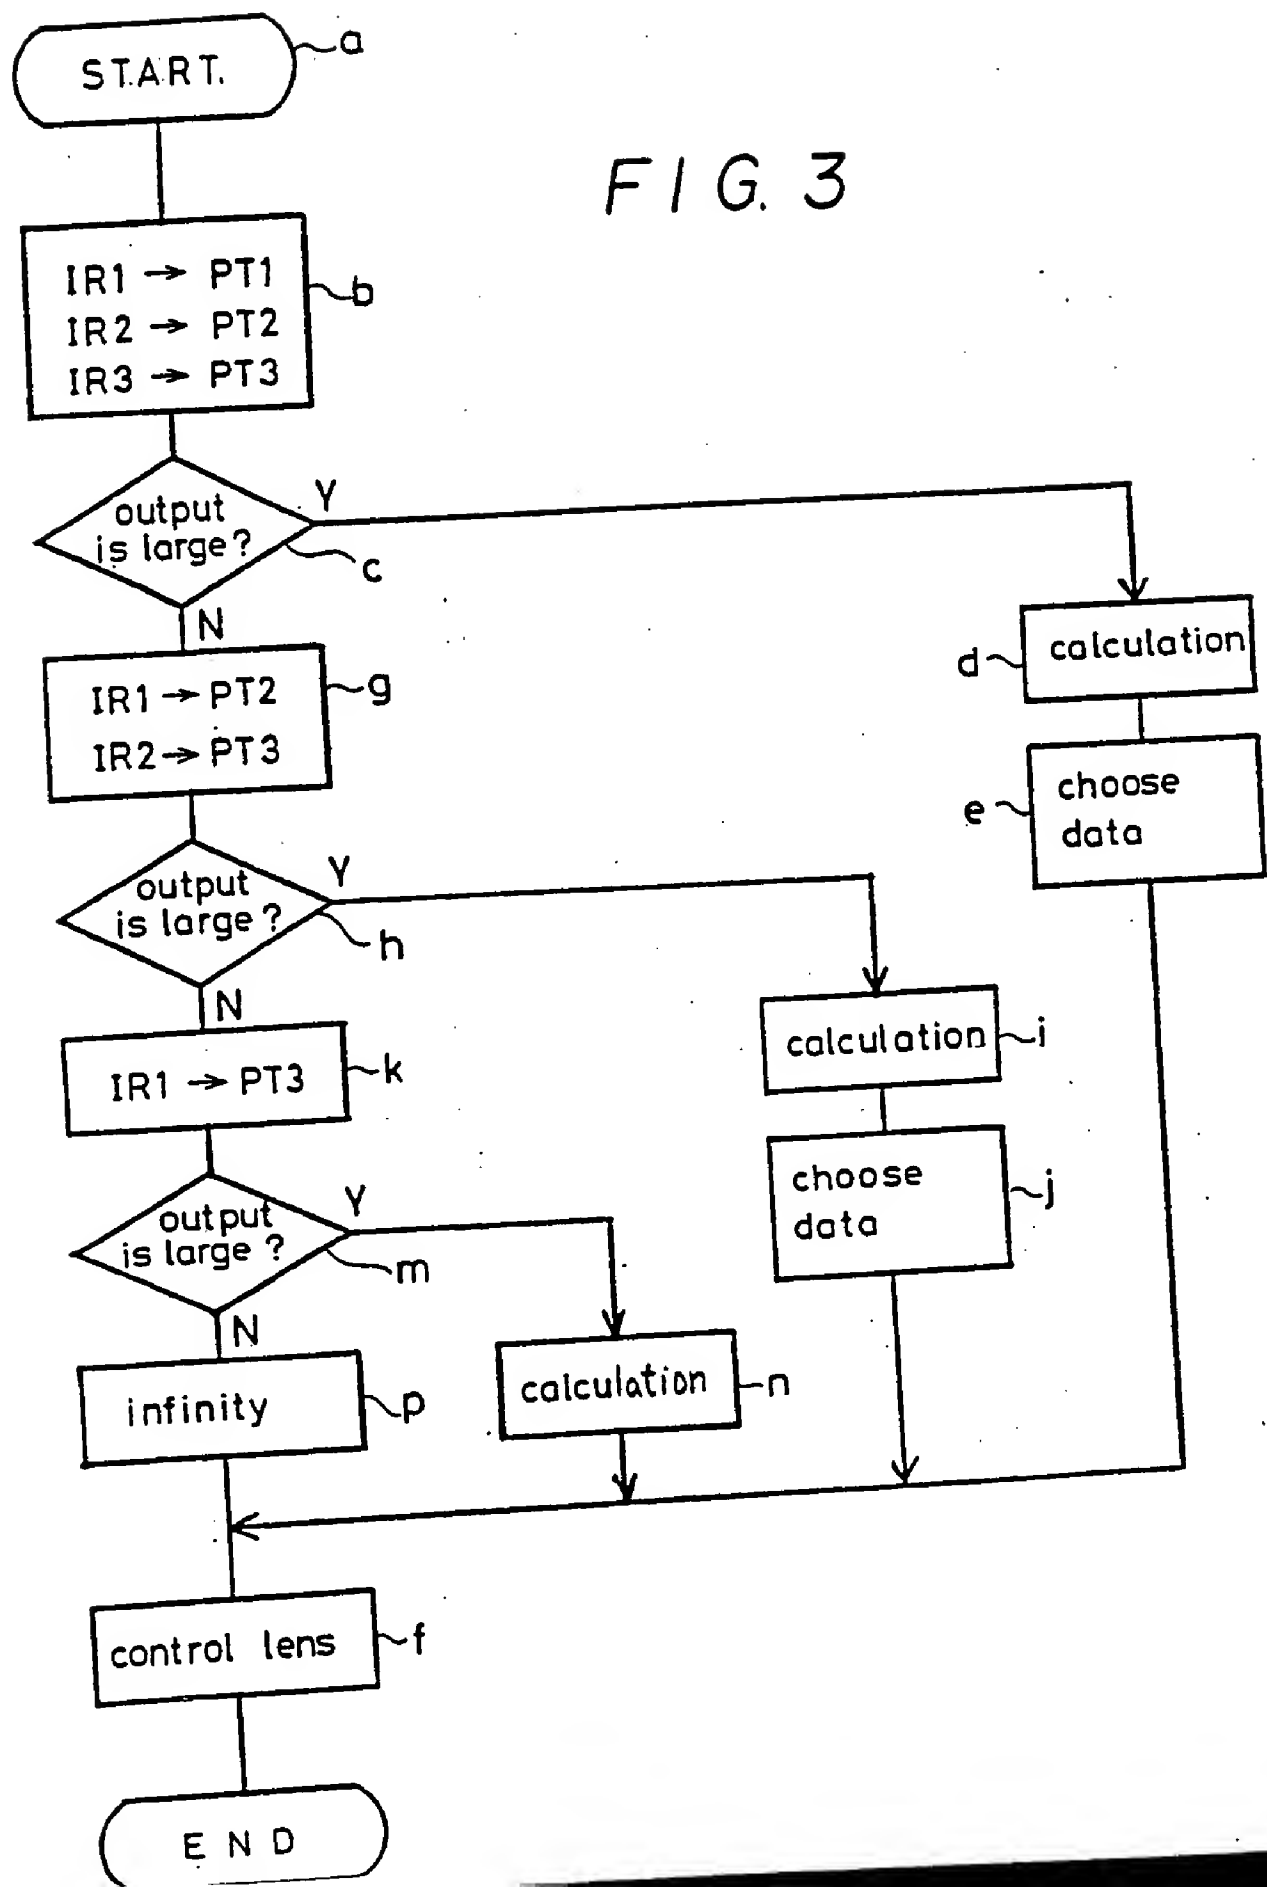 START.
a
FIG. 3
IR1 → PT1
IR2 → PT2
IR3 → PT3
b
output
is large?
Y
c
N
IR1 → PT2
IR2 → PT3
g
calculation
d
choose
data
e
output
is large?
Y
h
N
IR1 → PT3
k
calculation
i
choose
data
j
output
is large?
Y
m
N
infinity
p
calculation
n
control lens
f
END